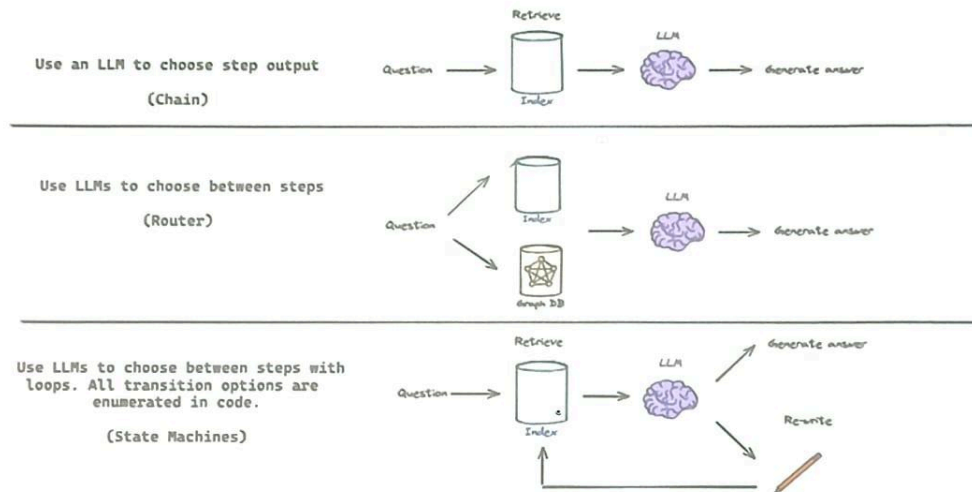 Retrieve
Use an LLM to choose step output
(Chain)
Question
LLM
Generate answer
Index
Use LLMs to choose between steps
(Router)
Question
Index
Graph DB
LLM
Generate answer
Retrieve
Use LLMs to choose between steps with
loops. All transition options are
enumerated in code.
(State Machines)
Question
Index
LLM
Generate answer
Re-write